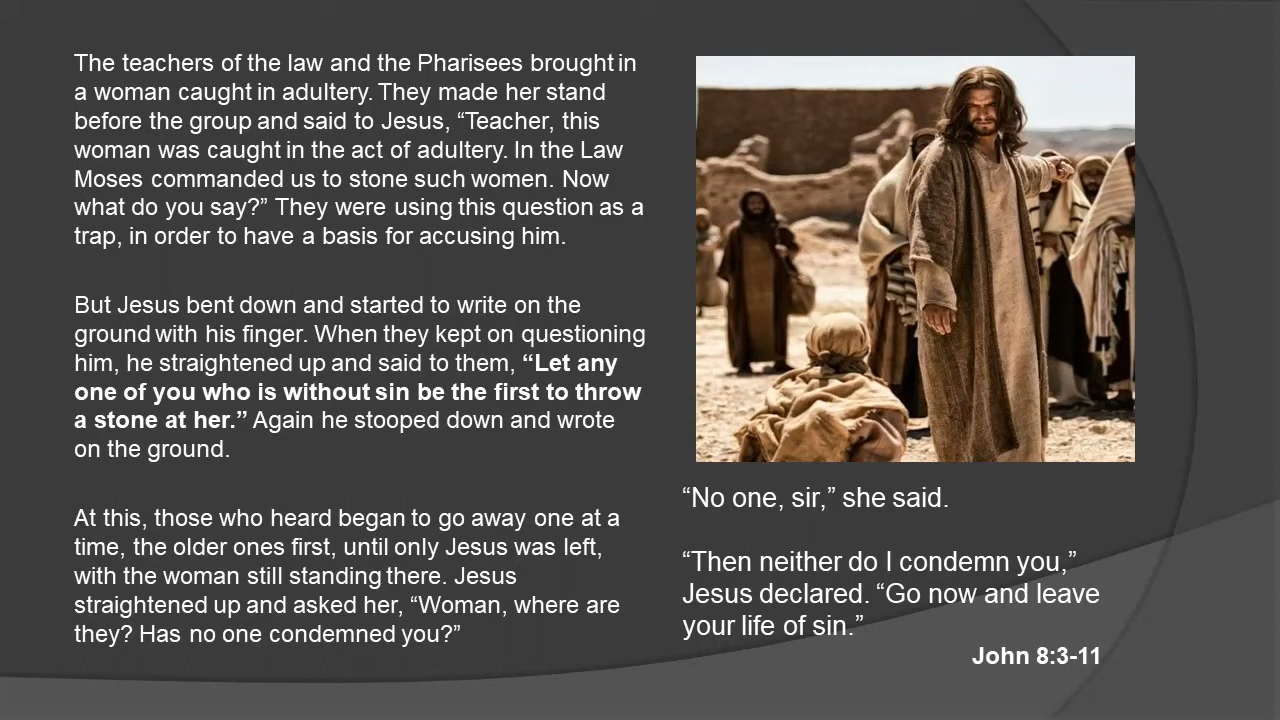 The teachers of the law and the Pharisees brought in
a woman caught in adultery. They made her stand
before the group and said to Jesus, “Teacher, this
woman was caught in the act of adultery. In the Law
Moses commanded us to stone such women. Now
what do you say?” They were using this question as a
trap, in order to have a basis for accusing him.
But Jesus bent down and started to write on the
ground with his finger. When they kept on questioning
him, he straightened up and said to them, “Let any
one of you who is without sin be the first to throw
a stone at her.” Again he stooped down and wrote
on the ground.
At this, those who heard began to go away one at a
time, the older ones first, until only Jesus was left,
with the woman still standing there. Jesus
straightened up and asked her, “Woman, where are
they? Has no one condemned you?”
“No one, sir,” she said.
“Then neither do I condemn you,”
Jesus declared. “Go now and leave
your life of sin.”
John 8:3-11